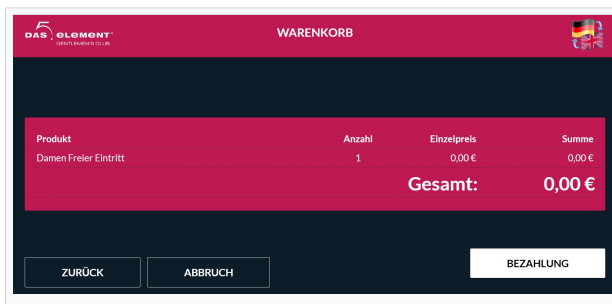 DAS 5 ELEMENT
GENTLEMEN'S CLUB
WARENKORB
Produkt Anzahl Einzelpreis Summe
Damen Freier Eintritt 1 0,00 € 0,00 €
Gesamt: 0,00 €
ZURÜCK ABBRUCH BEZAHLUNG